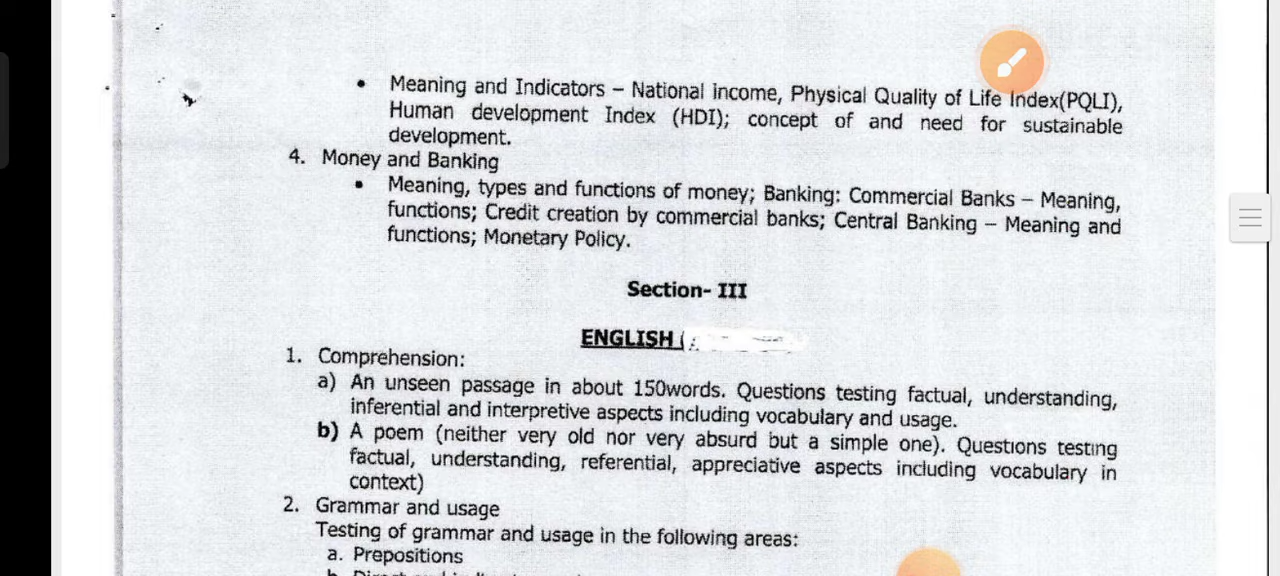 • Meaning and Indicators – National income, Physical Quality of Life Index(PQLI),
Human development Index (HDI); concept of and need for sustainable
development.
4. Money and Banking
• Meaning, types and functions of money; Banking: Commercial Banks – Meaning,
functions; Credit creation by commercial banks; Central Banking – Meaning and
functions; Monetary Policy.
Section- III
ENGLISH (
1. Comprehension:
a) An unseen passage in about 150words. Questions testing factual, understanding,
inferential and interpretive aspects including vocabulary and usage.
b) A poem (neither very old nor very absurd but a simple one). Questions testing
factual, understanding, referential, appreciative aspects including vocabulary in
context)
2. Grammar and usage
Testing of grammar and usage in the following areas:
a. Prepositions